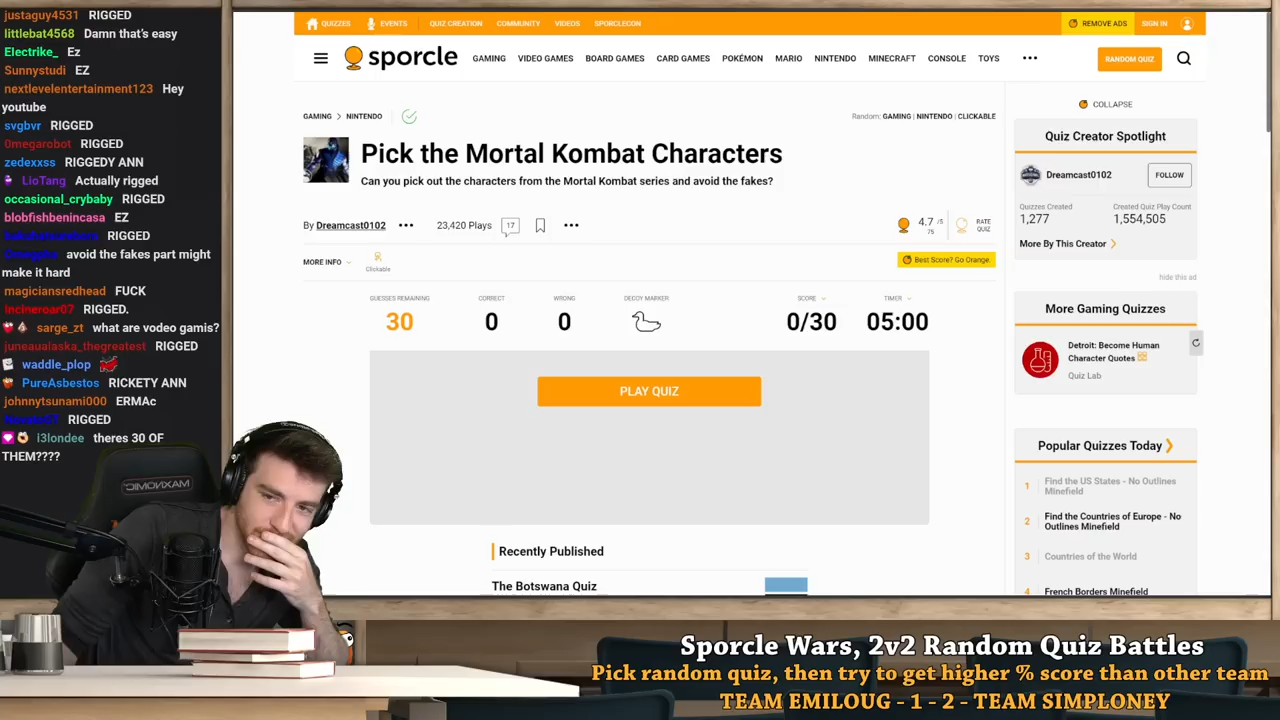 justaguy4531 RIGGED
littlebat4568 Damn that's easy
Electrike_ Ez
Sunnystudi EZ
nextlevelentertainment123 Hey
youtube
svgbvr RIGGED
0megarobot RIGGED
zedexxss RIGGEDY ANN
LioTang Actually rigged
occasional_crybaby RIGGED
blobfishbenincasa EZ
RIGGED
avoid the fakes part might
make it hard
magiciansredhead FUCK
incineroar07 RIGGED.
sarge_zt what are vodeo gamis?
juneaualaska_thegreatest RIGGED
waddle_plop
PureAsbestos RICKETY ANN
johnnytsunami000 ERMAc
RIGGED
i3londee theres 30 OF
THEM????
MAXNOMIC
QUIZZES EVENTS QUIZ CREATION COMMUNITY VIDEOS SPORCLECON REMOVE ADS SIGN IN
sporcle GAMING VIDEO GAMES BOARD GAMES CARD GAMES POKÉMON MARIO NINTENDO MINECRAFT CONSOLE TOYS RANDOM QUIZ
GAMING > NINTENDO
Random: GAMING | NINTENDO | CLICKABLE
Pick the Mortal Kombat Characters
Can you pick out the characters from the Mortal Kombat series and avoid the fakes?
By Dreamcast0102 23,420 Plays 17
4.7 /5
75
RATE
QUIZ
MORE INFO
Clickable
Best Score? Go Orange.
GUESSES REMAINING CORRECT WRONG DECOY MARKER SCORE TIMER
30 0 0 0/30 05:00
PLAY QUIZ
Recently Published
The Botswana Quiz
COLLAPSE
Quiz Creator Spotlight
Dreamcast0102 FOLLOW
Quizzes Created Created Quiz Play Count
1,277 1,554,505
More By This Creator
hide this ad
More Gaming Quizzes
Detroit: Become Human
Character Quotes
Quiz Lab
Popular Quizzes Today
1 Find the US States - No Outlines
Minefield
2 Find the Countries of Europe - No
Outlines Minefield
3 Countries of the World
4 French Borders Minefield
Sporcle Wars, 2v2 Random Quiz Battles
Pick random quiz, then try to get higher % score than other team
TEAM EMILOUG - 1 - 2 - TEAM SIMPLONEY